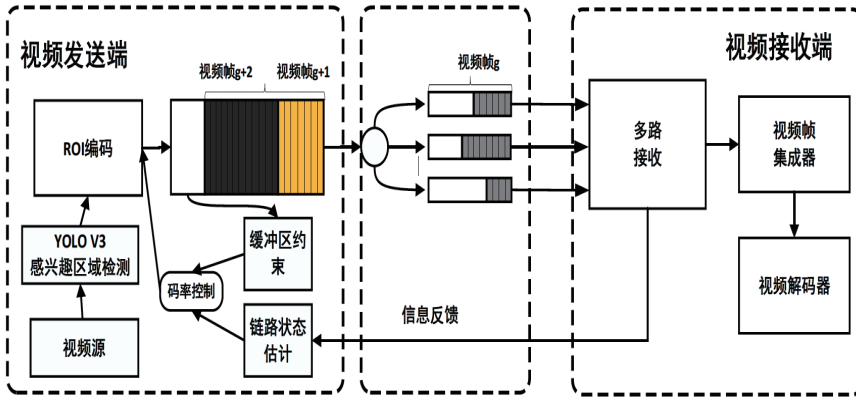 视频发送端
视频帧g+2
视频帧g+1
ROI编码
YOLO V3
感兴趣区域检测
视频源
码率控制
缓冲区约
束
链路状态
估计
视频帧g
信息反馈
视频接收端
多路
接收
视频帧
集成器
视频解码器